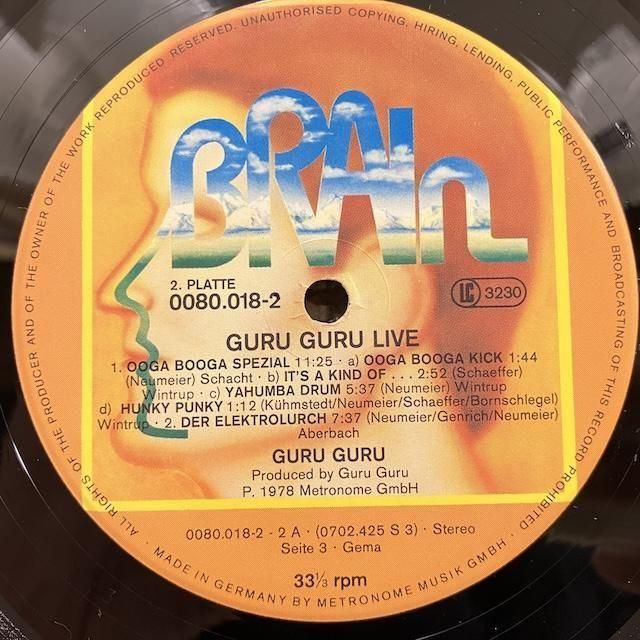 BRAIN
2. PLATTE
0080.018-2
LC 3230
GURU GURU LIVE
1. OOGA BOOGA SPEZIAL 11:25 · a) OOGA BOOGA KICK 1:44
(Neumeier) Schacht · b) IT'S A KIND OF . . . 2:52 (Schaeffer)
Wintrup · c) YAHUMBA DRUM 5:37 (Neumeier) Wintrup
d) HUNKY PUNKY 1:12 (Kühmstedt/Neumeier/Schaeffer/Bornschlegel)
Wintrup · 2. DER ELEKTROLURCH 7:37 (Neumeier/Genrich/Neumeier)
Aberbach
GURU GURU
Produced by Guru Guru
P. 1978 Metronome GmbH
0080.018-2 - 2 A · (0702.425 S 3) · Stereo
Seite 3 · Gema
33⅓ rpm
ALL RIGHTS OF THE PRODUCER AND OF THE OWNER OF THE WORK REPRODUCED RESERVED. UNAUTHORISED COPYING, HIRING, LENDING, PUBLIC PERFORMANCE AND BROADCASTING OF THIS RECORD PROHIBITED ·
MADE IN GERMANY BY METRONOME MUSIK GMBH ·